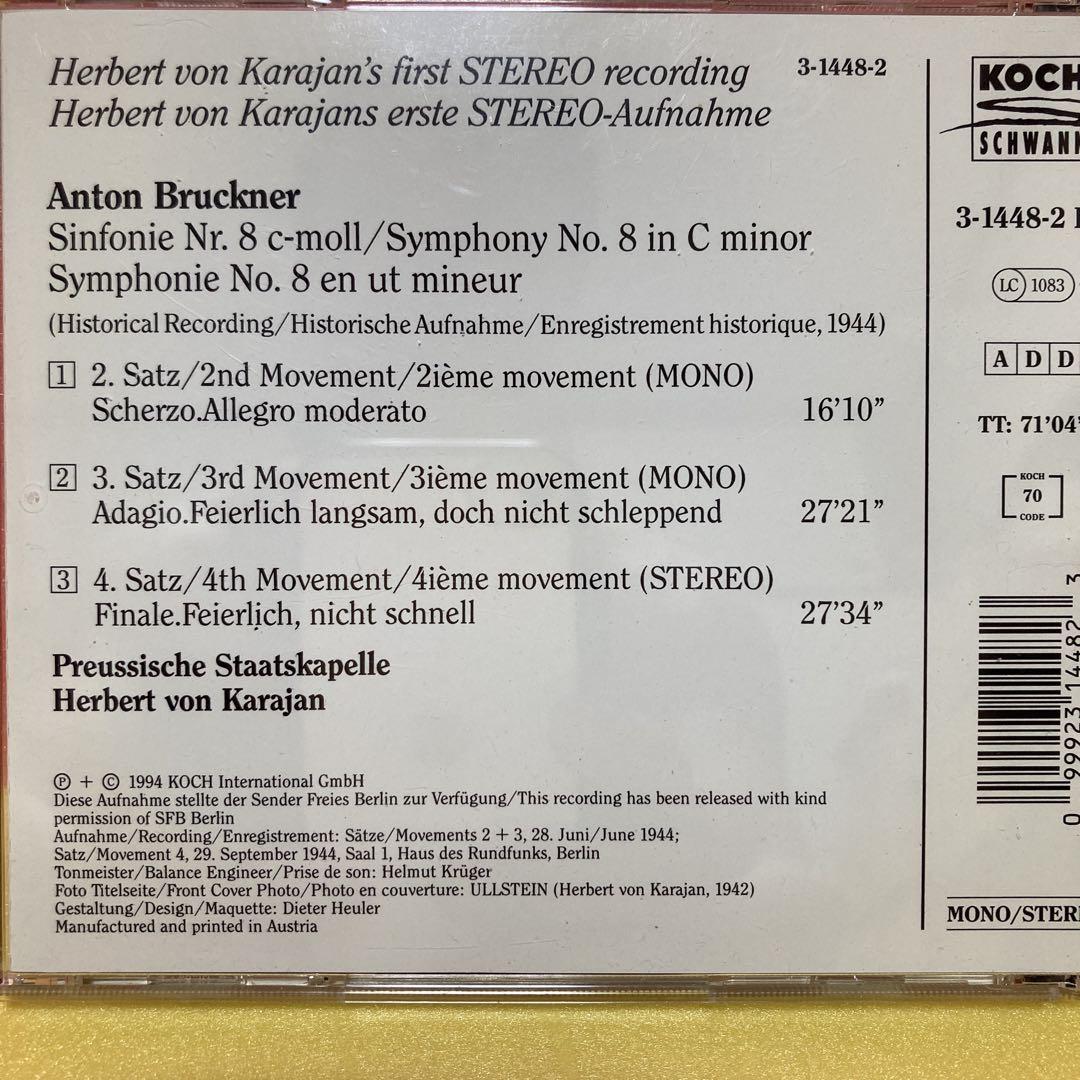 Herbert von Karajan's first STEREO recording 3-1448-2
Herbert von Karajans erste STEREO-Aufnahme
Anton Bruckner
Sinfonie Nr. 8 c-moll/Symphony No. 8 in C minor
Symphonie No. 8 en ut mineur
(Historical Recording/Historische Aufnahme/Enregistrement historique, 1944)
1 2. Satz/2nd Movement/2ième movement (MONO)
Scherzo.Allegro moderato 16'10”
2 3. Satz/3rd Movement/3ième movement (MONO)
Adagio.Feierlich langsam, doch nicht schleppend 27'21”
3 4. Satz/4th Movement/4ième movement (STEREO)
Finale.Feierlich, nicht schnell 27'34”
Preussische Staatskapelle
Herbert von Karajan
℗ + © 1994 KOCH International GmbH
Diese Aufnahme stellte der Sender Freies Berlin zur Verfügung/This recording has been released with kind
permission of SFB Berlin
Aufnahme/Recording/Enregistrement: Sätze/Movements 2 + 3, 28. Juni/June 1944;
Satz/Movement 4, 29. September 1944, Saal 1, Haus des Rundfunks, Berlin
Tonmeister/Balance Engineer/Prise de son: Helmut Krüger
Foto Titelseite/Front Cover Photo/Photo en couverture: ULLSTEIN (Herbert von Karajan, 1942)
Gestaltung/Design/Maquette: Dieter Heuler
Manufactured and printed in Austria
KOCH
SCHWANN
3-1448-2
LC 1083
A D D
TT: 71'04”
KOCH
70
CODE
0 99923 14482 3
MONO/STERE